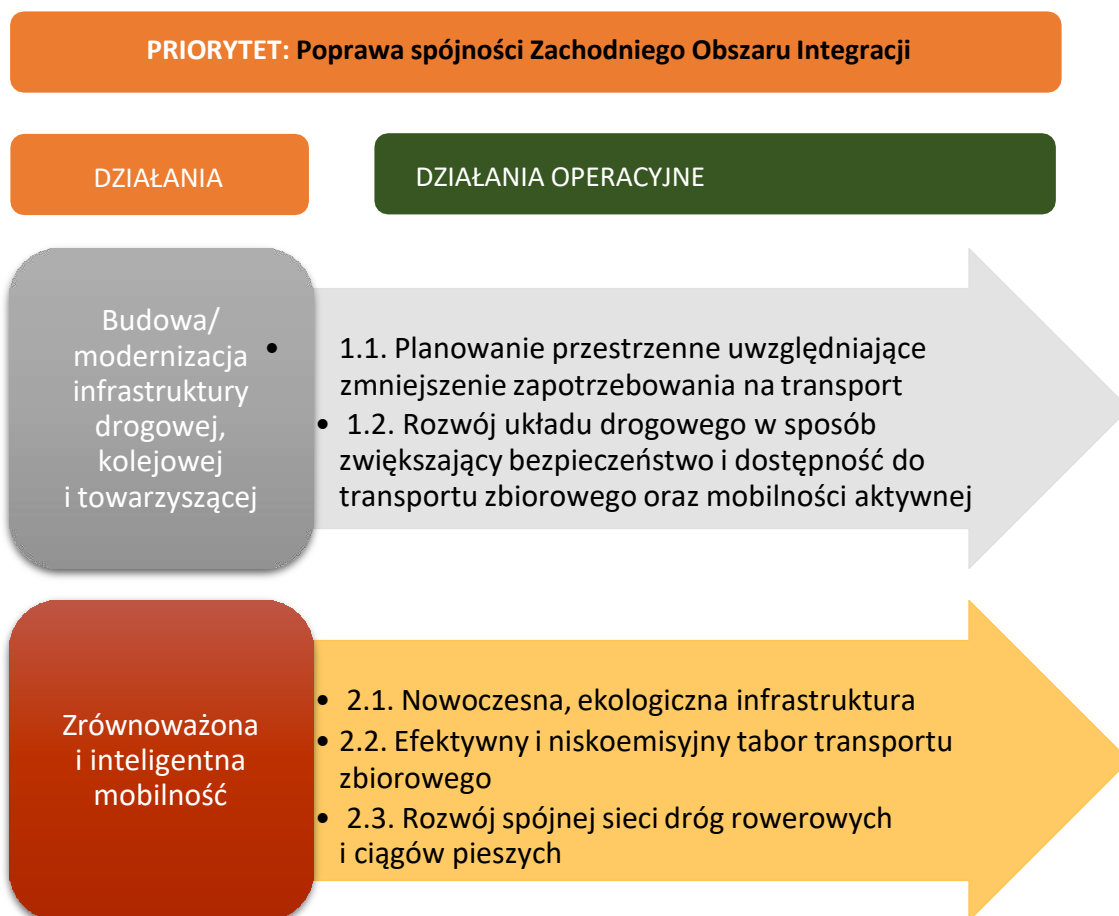 PRIORYTET: Poprawa spójności Zachodniego Obszaru Integracji
DZIAŁANIA
DZIAŁANIA OPERACYJNE
Budowa/
modernizacja
infrastruktury
drogowej,
kolejowej
i towarzyszącej
• 1.1. Planowanie przestrzenne uwzględniające
zmniejszenie zapotrzebowania na transport
• 1.2. Rozwój układu drogowego w sposób
zwiększający bezpieczeństwo i dostępność do
transportu zbiorowego oraz mobilności aktywnej
Zrównoważona
i inteligentna
mobilność
• 2.1. Nowoczesna, ekologiczna infrastruktura
• 2.2. Efektywny i niskoemisyjny tabor transportu
zbiorowego
• 2.3. Rozwój spójnej sieci dróg rowerowych
i ciągów pieszych